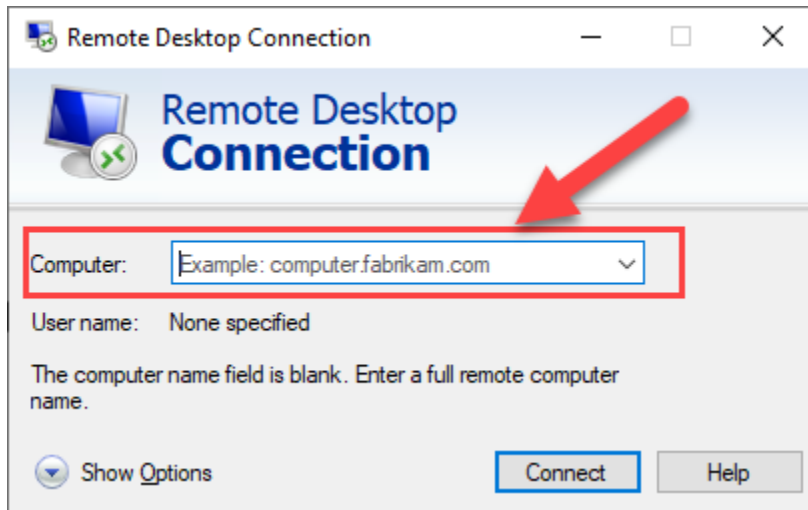 Remote Desktop Connection
Remote Desktop
Connection
Computer: Example: computer.fabrikam.com
User name: None specified
The computer name field is blank. Enter a full remote computer
name.
Show Options Connect Help